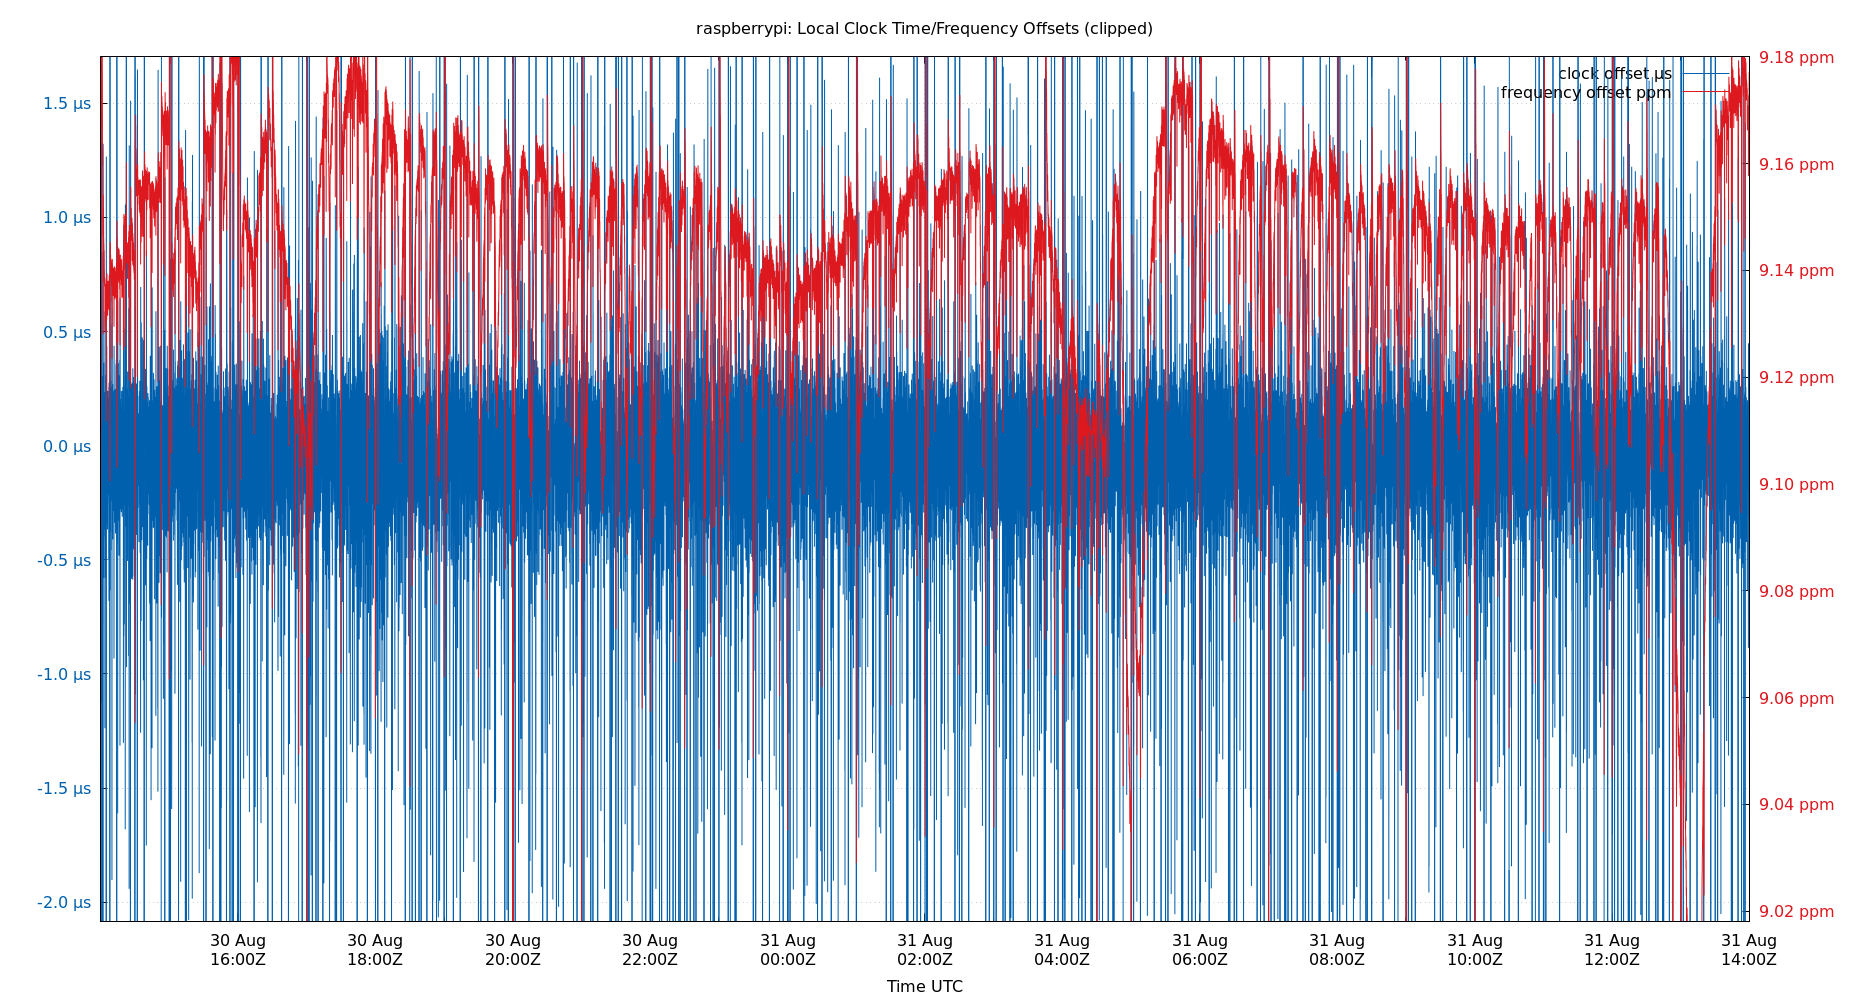 raspberrypi: Local Clock Time/Frequency Offsets (clipped)
clock offset µs
frequency offset ppm
1.5 µs
1.0 µs
0.5 µs
0.0 µs
-0.5 µs
-1.0 µs
-1.5 µs
-2.0 µs
9.18 ppm
9.16 ppm
9.14 ppm
9.12 ppm
9.10 ppm
9.08 ppm
9.06 ppm
9.04 ppm
9.02 ppm
30 Aug 30 Aug 30 Aug 30 Aug 31 Aug 31 Aug 31 Aug 31 Aug 31 Aug 31 Aug 31 Aug 31 Aug
16:00Z 18:00Z 20:00Z 22:00Z 00:00Z 02:00Z 04:00Z 06:00Z 08:00Z 10:00Z 12:00Z 14:00Z
Time UTC